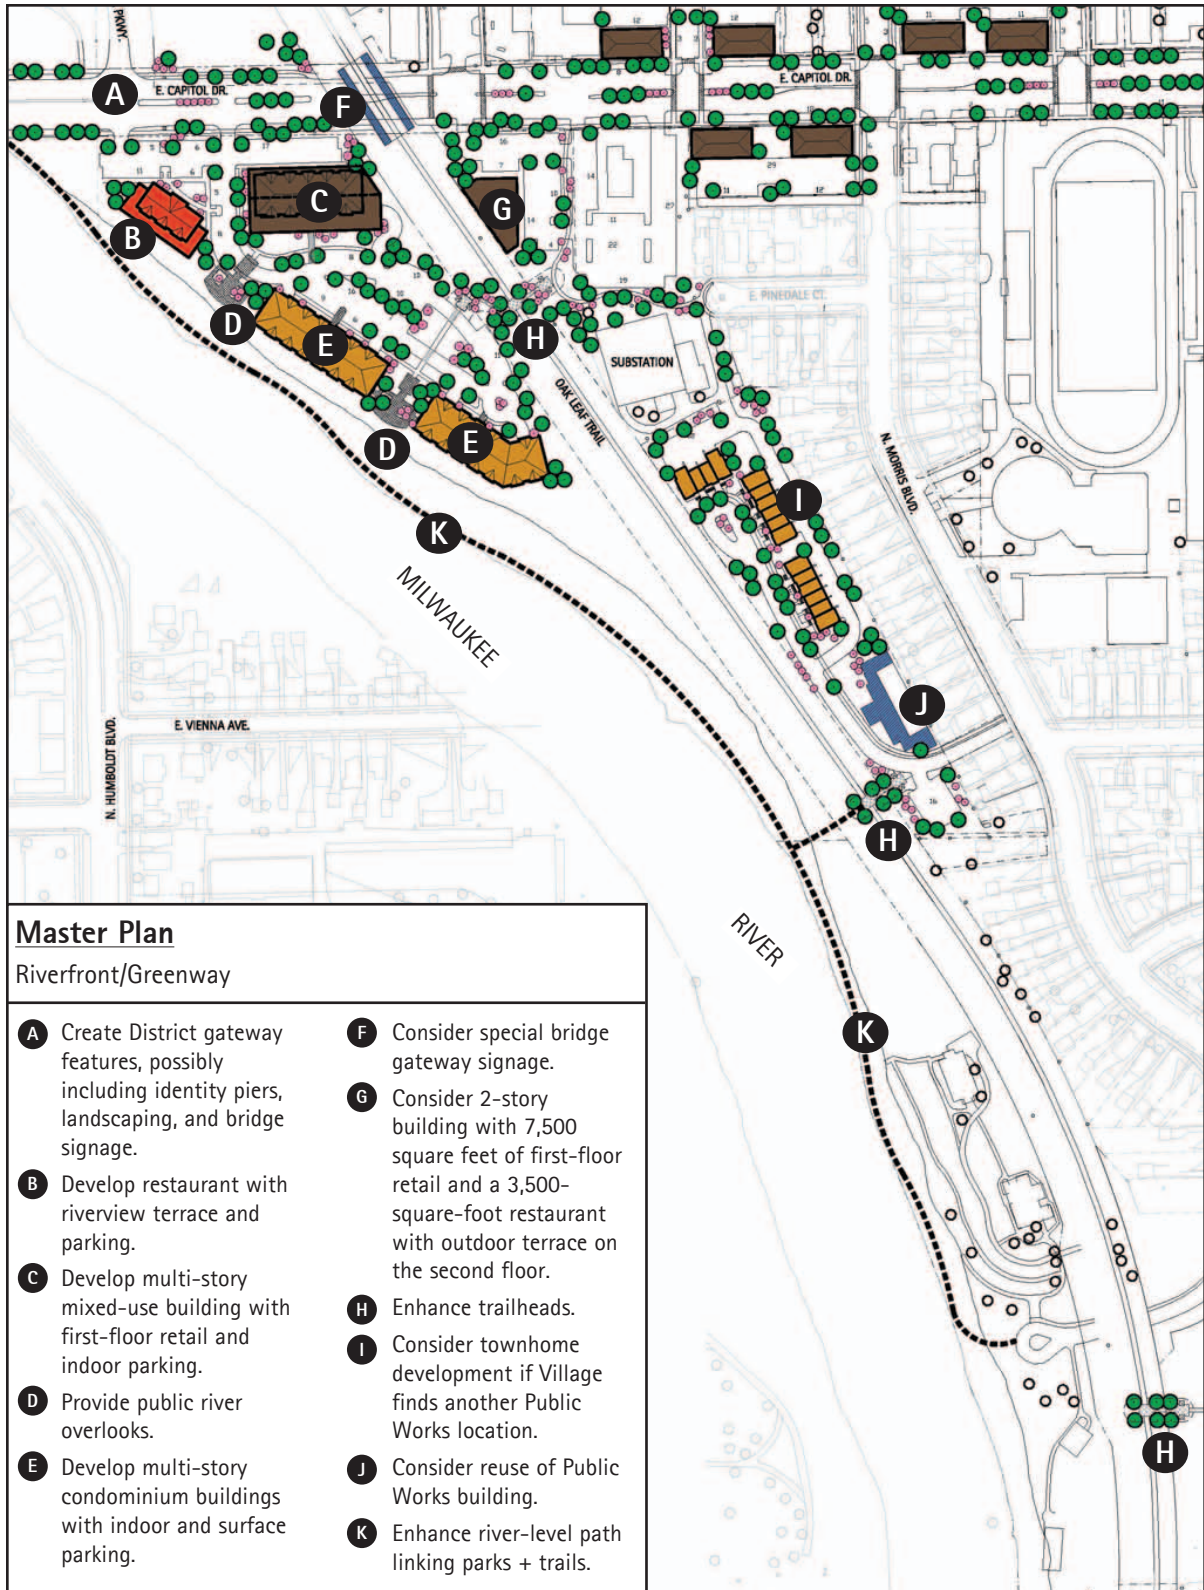 PKWY.
E. CAPITOL DR.
E. CAPITOL DR.
A
F
B
C
G
D
E
H
E. PINEDALE CT.
SUBSTATION
OAK LEAF TRAIL
D
E
I
N. MORRIS BLVD.
K
MILWAUKEE
J
N. HUMBOLDT BLVD.
E. VIENNA AVE.
H
RIVER
K
H
Master Plan
Riverfront/Greenway
A Create District gateway
features, possibly
including identity piers,
landscaping, and bridge
signage.
B Develop restaurant with
riverview terrace and
parking.
C Develop multi-story
mixed-use building with
first-floor retail and
indoor parking.
D Provide public river
overlooks.
E Develop multi-story
condominium buildings
with indoor and surface
parking.
F Consider special bridge
gateway signage.
G Consider 2-story
building with 7,500
square feet of first-floor
retail and a 3,500-
square-foot restaurant
with outdoor terrace on
the second floor.
H Enhance trailheads.
I Consider townhome
development if Village
finds another Public
Works location.
J Consider reuse of Public
Works building.
K Enhance river-level path
linking parks + trails.